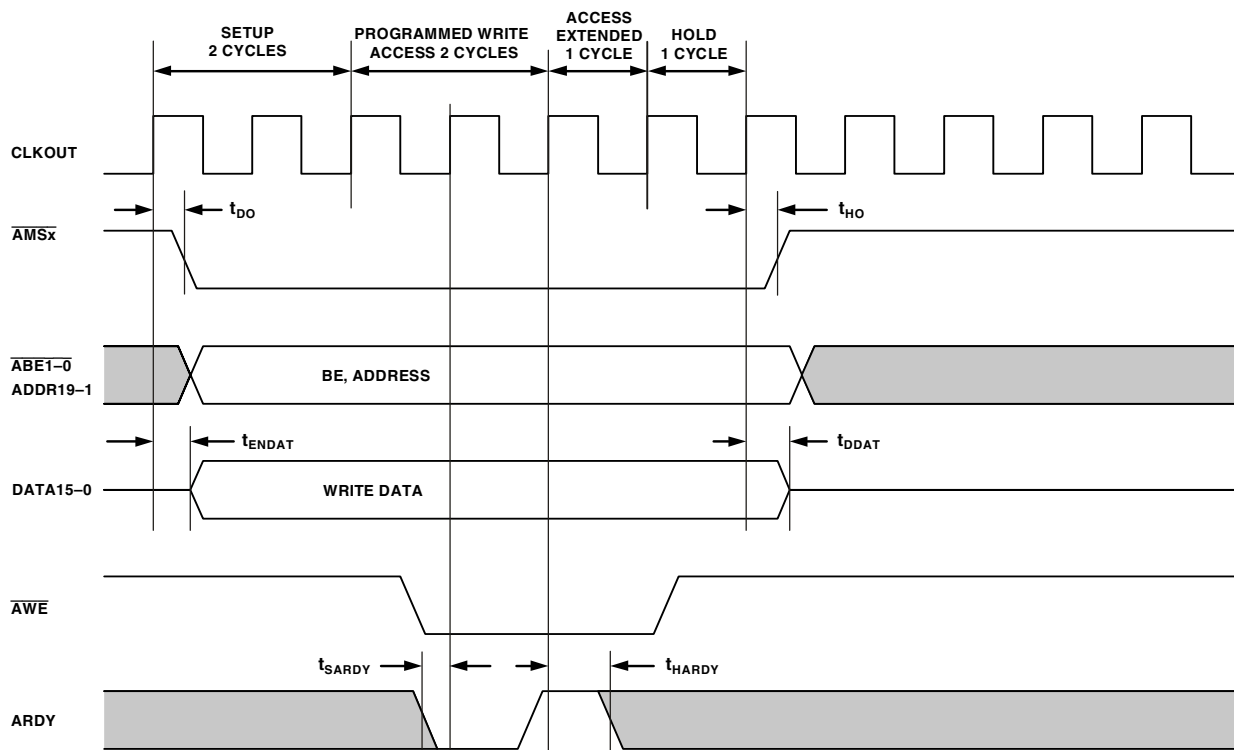 SETUP
2 CYCLES
PROGRAMMED WRITE
ACCESS 2 CYCLES
ACCESS
EXTENDED
1 CYCLE
HOLD
1 CYCLE
CLKOUT
tDO
tHO
AMSx
ABE1–0
ADDR19–1
BE, ADDRESS
tENDAT
tDDAT
DATA15–0
WRITE DATA
AWE
tSARDY
tHARDY
ARDY